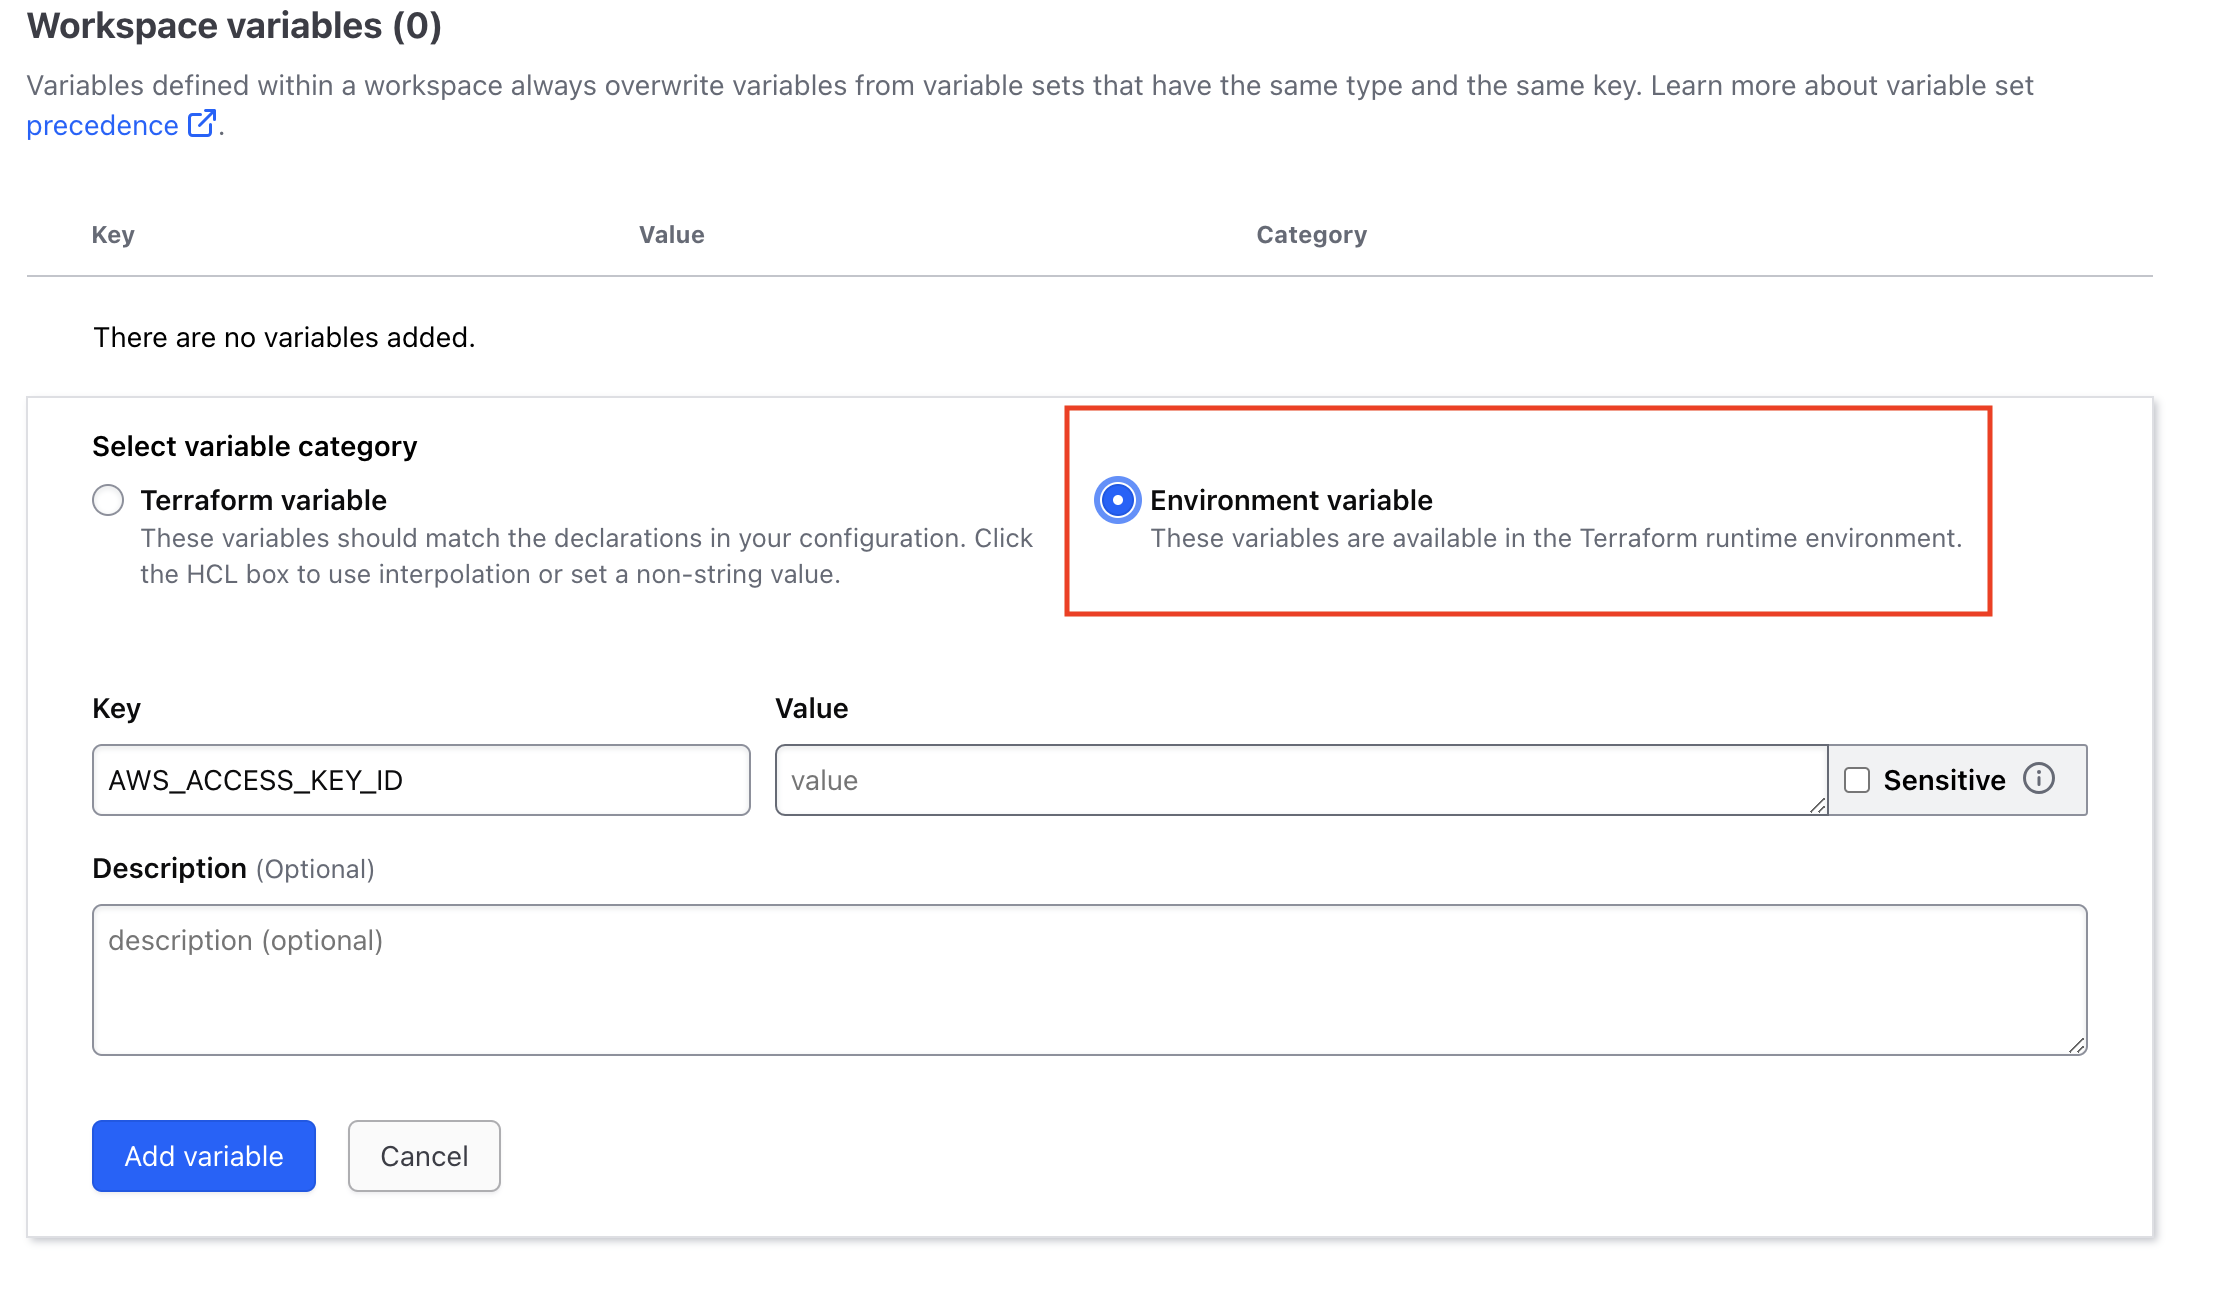 Workspace variables (0)
Variables defined within a workspace always overwrite variables from variable sets that have the same type and the same key. Learn more about variable set
precedence.
Key Value Category
There are no variables added.
Select variable category
Terraform variable
These variables should match the declarations in your configuration. Click
the HCL box to use interpolation or set a non-string value.
Environment variable
These variables are available in the Terraform runtime environment.
Key Value
AWS_ACCESS_KEY_ID value Sensitive
Description (Optional)
description (optional)
Add variable Cancel